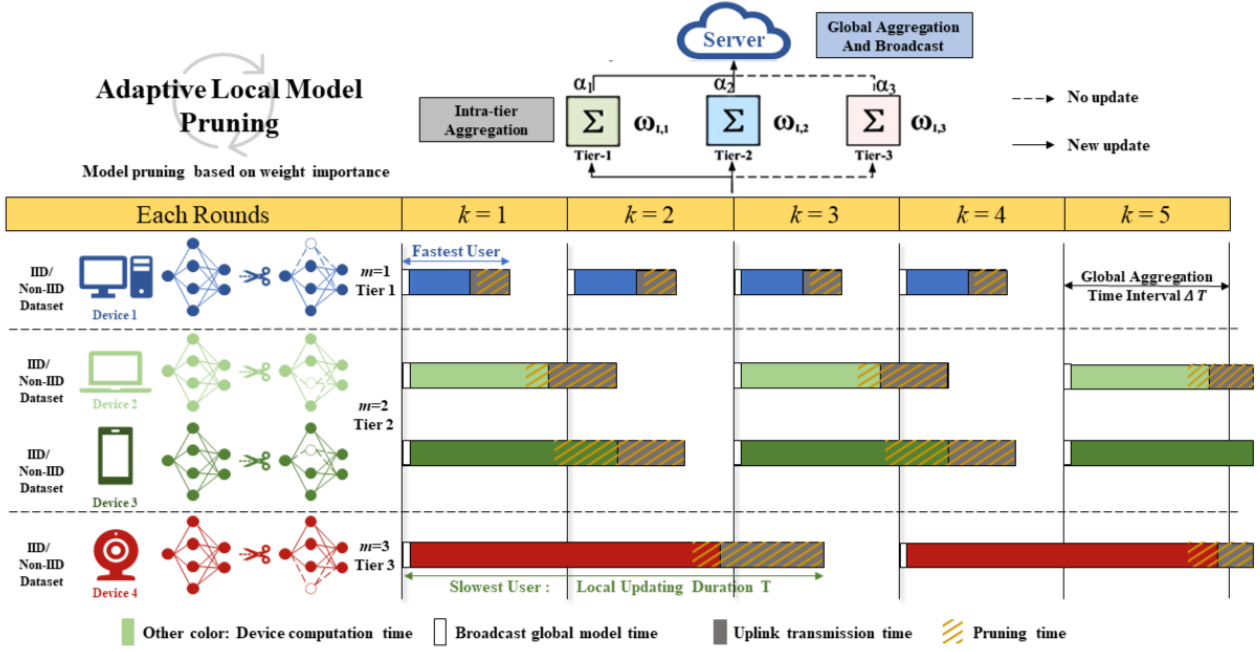 Server
Global Aggregation
And Broadcast
Adaptive Local Model
Pruning
Model pruning based on weight importance
Intra-tier
Aggregation
α1 α2 α3
Σ ω1,1 Σ ω1,2 Σ ω1,3
Tier-1 Tier-2 Tier-3
No update
New update
Each Rounds k = 1 k = 2 k = 3 k = 4 k = 5
IID/
Non-IID
Dataset
Device 1
m=1
Tier 1
Fastest User
Global Aggregation
Time Interval ΔT
IID/
Non-IID
Dataset
Device 2
m=2
Tier 2
IID/
Non-IID
Dataset
Device 3
IID/
Non-IID
Dataset
Device 4
m=3
Tier 3
Slowest User : Local Updating Duration T
Other color: Device computation time
Broadcast global model time
Uplink transmission time
Pruning time